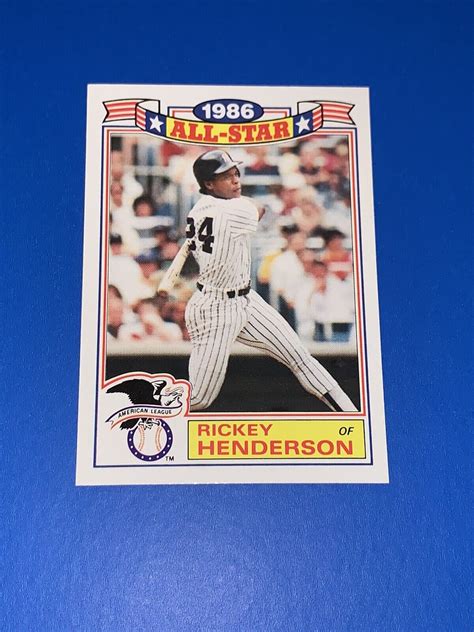 1986
ALL-STAR
24
AMERICAN LEAGUE
TM
RICKEY
OF
HENDERSON